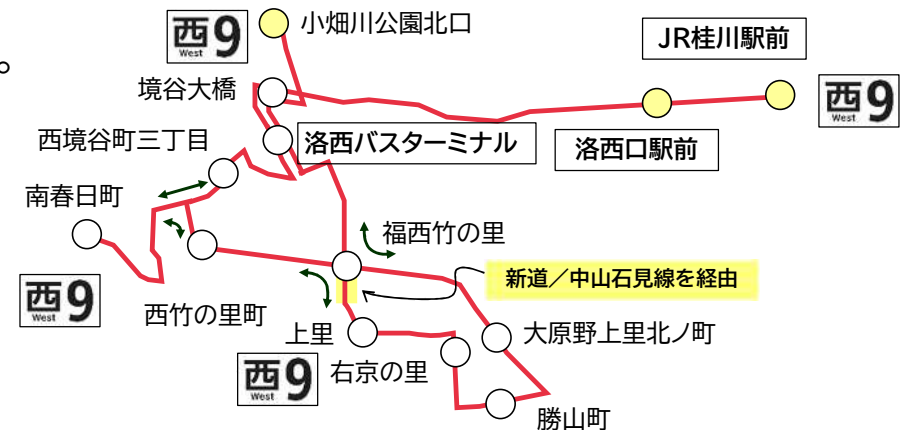 西9
West
小畑川公園北口
JR桂川駅前
。
境谷大橋
西9
West
西境谷町三丁目
洛西バスターミナル
洛西口駅前
南春日町
福西竹の里
西9
West
新道／中山石見線を経由
西竹の里町
上里
大原野上里北ノ町
西9
West
右京の里
勝山町